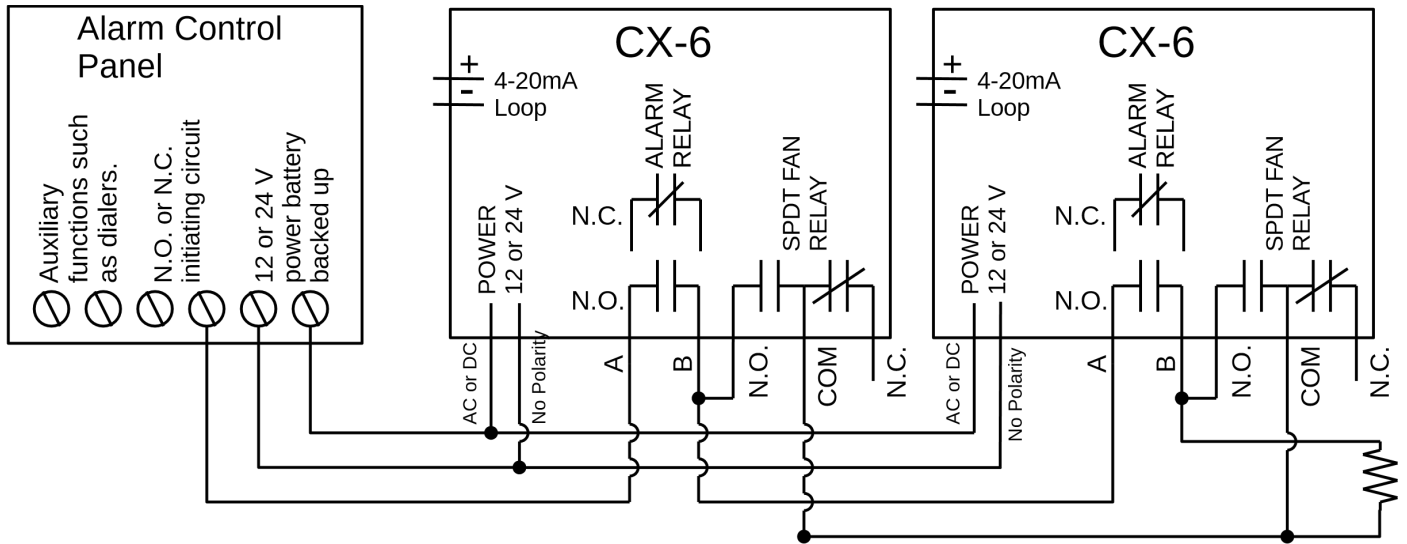 Alarm Control
Panel
Auxiliary
functions such
as dialers.
N.O. or N.C.
initiating circuit
12 or 24 V
power battery
backed up
CX-6
+
-
4-20mA
Loop
ALARM
RELAY
N.C.
N.O.
SPDT FAN
RELAY
POWER
12 or 24 V
AC or DC
No Polarity
A
B
N.O.
COM
N.C.
CX-6
+
-
4-20mA
Loop
ALARM
RELAY
N.C.
N.O.
SPDT FAN
RELAY
POWER
12 or 24 V
AC or DC
No Polarity
A
B
N.O.
COM
N.C.